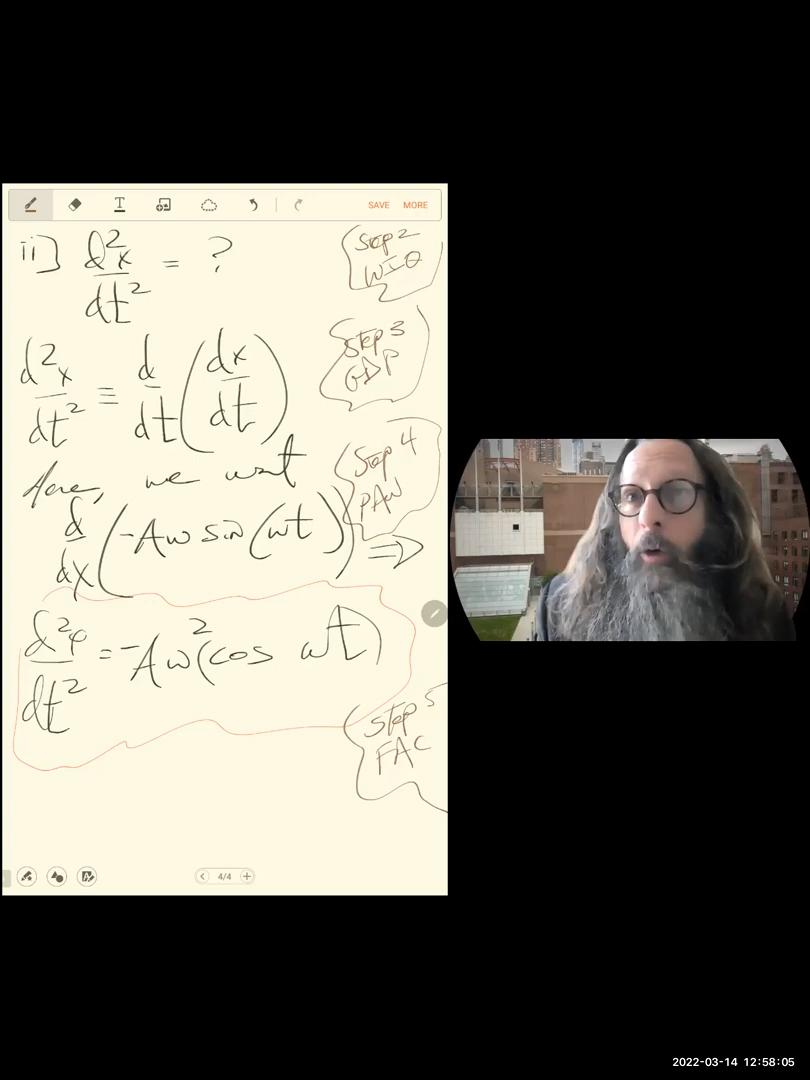 SAVE MORE
ii] d²x/dt² = ?
Step 2
WIQ
d²x/dt² ≡ d/dt (dx/dt)
Step 3
GDP
Here, we want
Step 4
PAW
d/dx (-Aω sin(ωt)) ⇒
d²φ/dt² = -Aω²(cos ωt)
Step 5
FAC
4/4
2022-03-14 12:58:05